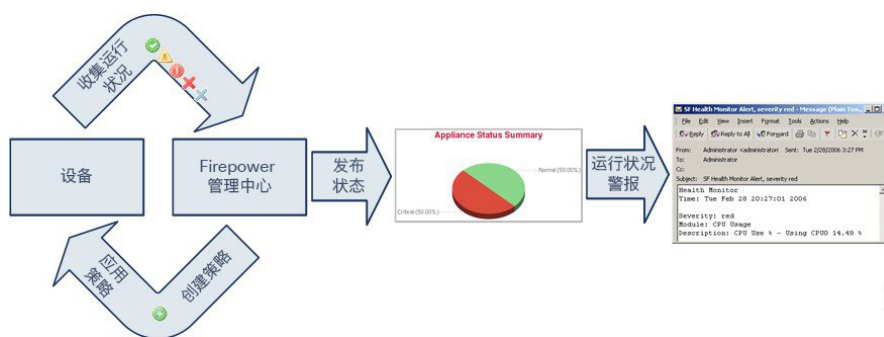 收集运行
状况
设备
Firepower
管理中心
发布
状态
应用
策略
创建策略
Appliance Status Summary
Normal (50.00%)
Critical (50.00%)
运行状况
警报
SF Health Monitor Alert, severity red - Message (Plain Tex...
File Edit View Insert Format Tools Actions Help
Reply Reply to All Forward
From: Administrator <administrator> Sent: Tue 2/28/2006 3:27 PM
To: Administrator
Cc:
Subject: SF Health Monitor Alert, severity red
Health Monitor
Time: Tue Feb 28 20:27:01 2006
Severity: red
Module: CPU Usage
Description: CPU Use % - Using CPU0 14.49 %